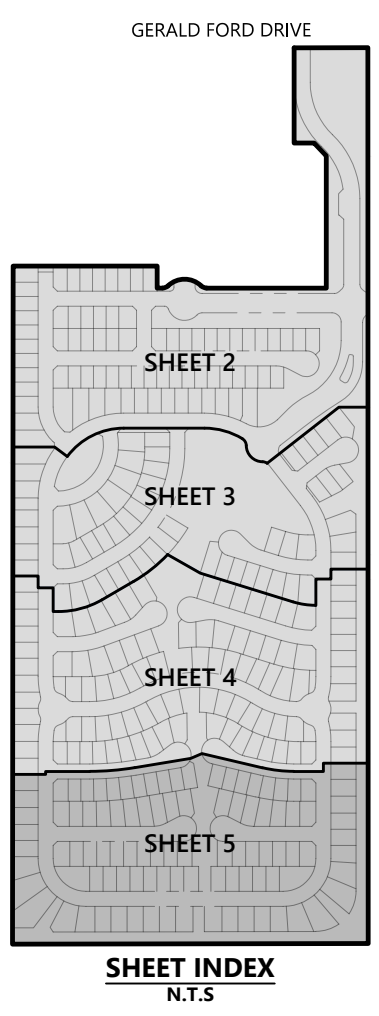 GERALD FORD DRIVE
SHEET 2
SHEET 3
SHEET 4
SHEET 5
SHEET INDEX
N.T.S